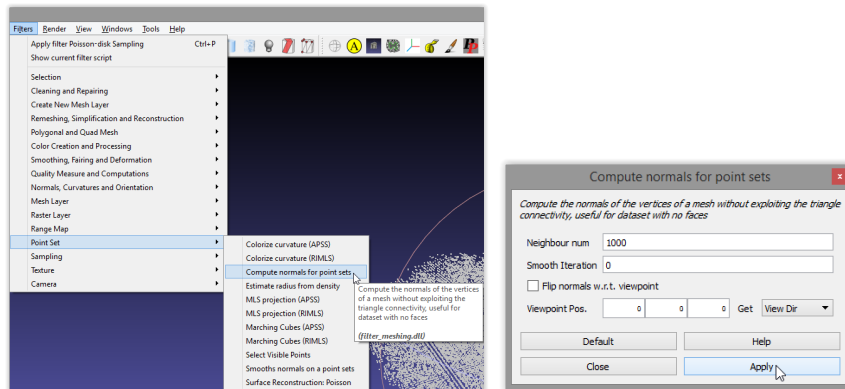 Filters Render View Windows Tools Help
Apply filter Poisson-disk Sampling Ctrl+P
Show current filter script
Selection
Cleaning and Repairing
Create New Mesh Layer
Remeshing, Simplification and Reconstruction
Polygonal and Quad Mesh
Color Creation and Processing
Smoothing, Fairing and Deformation
Quality Measure and Computations
Normals, Curvatures and Orientation
Mesh Layer
Raster Layer
Range Map
Point Set
Sampling
Texture
Camera
A
Colorize curvature (APSS)
Colorize curvature (RIMLS)
Compute normals for point sets
Estimate radius from density
MLS projection (APSS)
MLS projection (RIMLS)
Marching Cubes (APSS)
Marching Cubes (RIMLS)
Select Visible Points
Smooths normals on a point sets
Surface Reconstruction: Poisson
Compute the normals of the vertices
of a mesh without exploiting the
triangle connectivity, useful for
dataset with no faces
(filter_meshing.dll)
Compute normals for point sets
x
Compute the normals of the vertices of a mesh without exploiting the triangle
connectivity, useful for dataset with no faces
Neighbour num 1000
Smooth Iteration 0
Flip normals w.r.t. viewpoint
Viewpoint Pos. 0 0 0 Get View Dir
Default Help
Close Apply